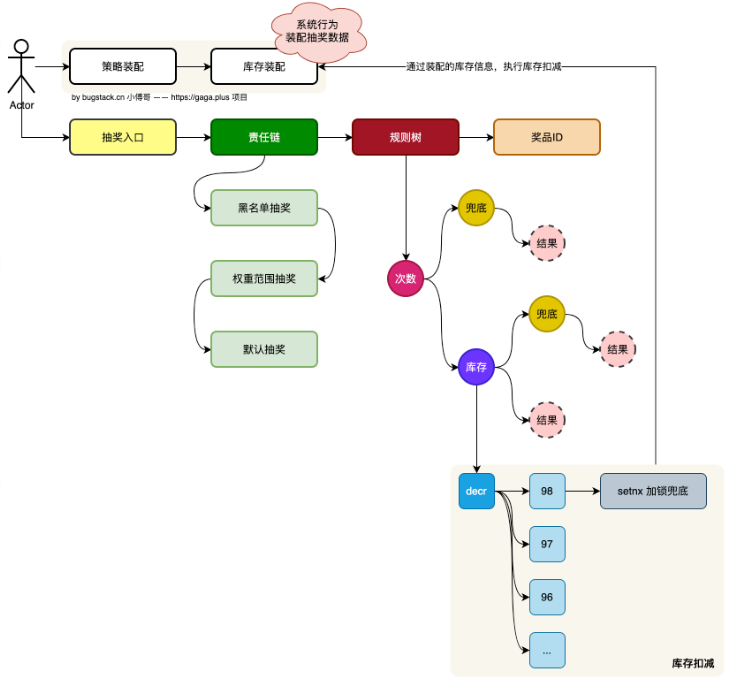 系统行为
装配抽奖数据
策略装配
库存装配
通过装配的库存信息，执行库存扣减
Actor
by bugstack.cn 小傅哥 —— https://gaga.plus 项目
抽奖入口
责任链
规则树
奖品ID
黑名单抽奖
兜底
结果
权重范围抽奖
次数
兜底
默认抽奖
结果
库存
结果
decr
98
setnx 加锁兜底
97
96
...
库存扣减